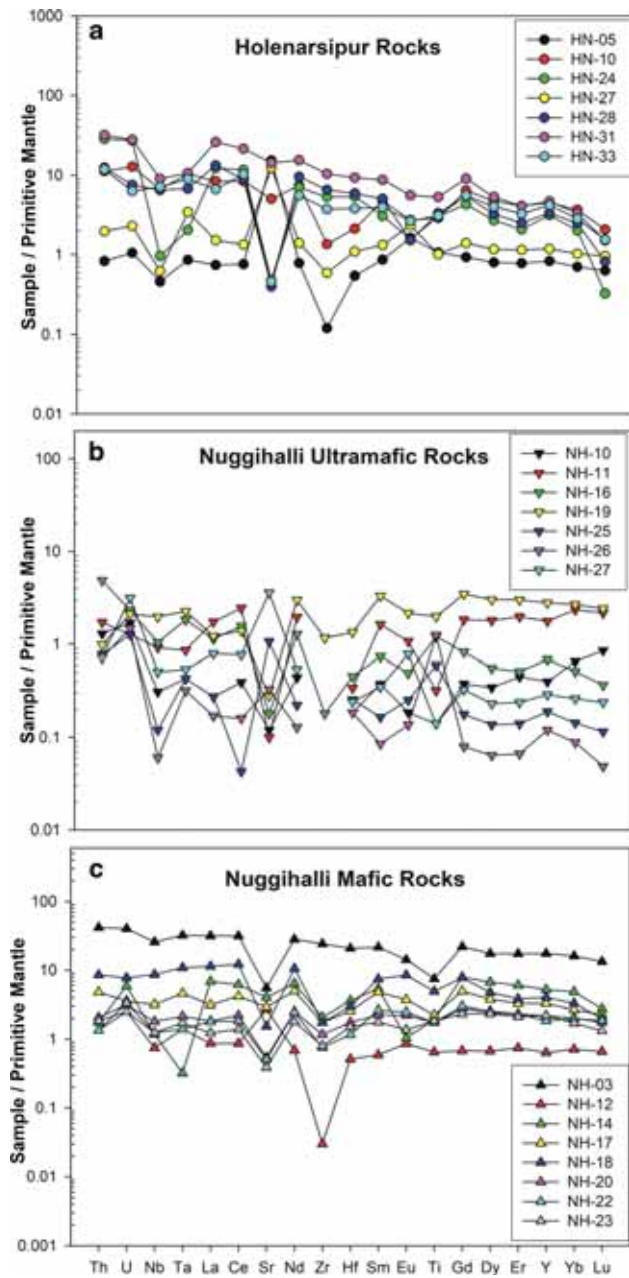 a
Holenarsipur Rocks
HN-05
HN-10
HN-24
HN-27
HN-28
HN-31
HN-33
1000
100
10
1
0.1
0.01
Sample / Primitive Mantle
b
Nuggihalli Ultramafic Rocks
NH-10
NH-11
NH-16
NH-19
NH-25
NH-26
NH-27
100
10
1
0.1
0.01
Sample / Primitive Mantle
c
Nuggihalli Mafic Rocks
NH-03
NH-12
NH-14
NH-17
NH-18
NH-20
NH-22
NH-23
100
10
1
0.1
0.01
0.001
Sample / Primitive Mantle
Th U Nb Ta La Ce Sr Nd Zr Hf Sm Eu Ti Gd Dy Er Y Yb Lu